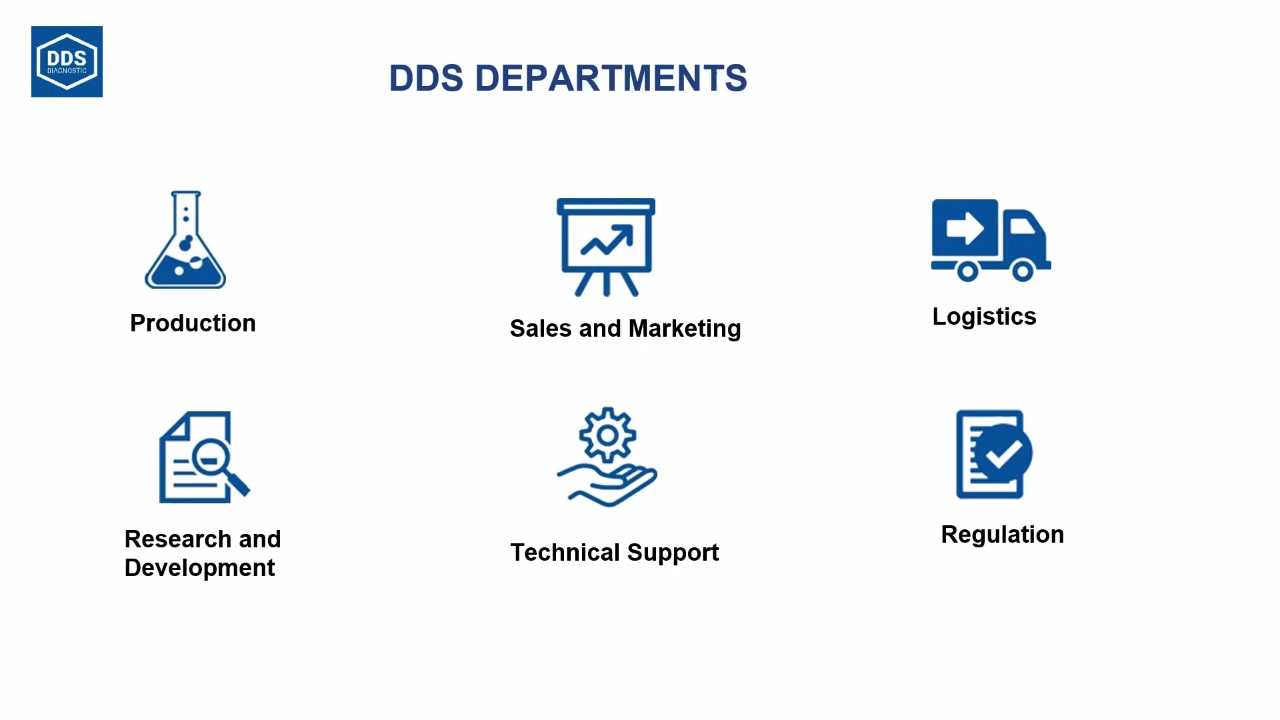 DDS
DIAGNOSTIC
DDS DEPARTMENTS
Production
Sales and Marketing
Logistics
Research and
Development
Technical Support
Regulation